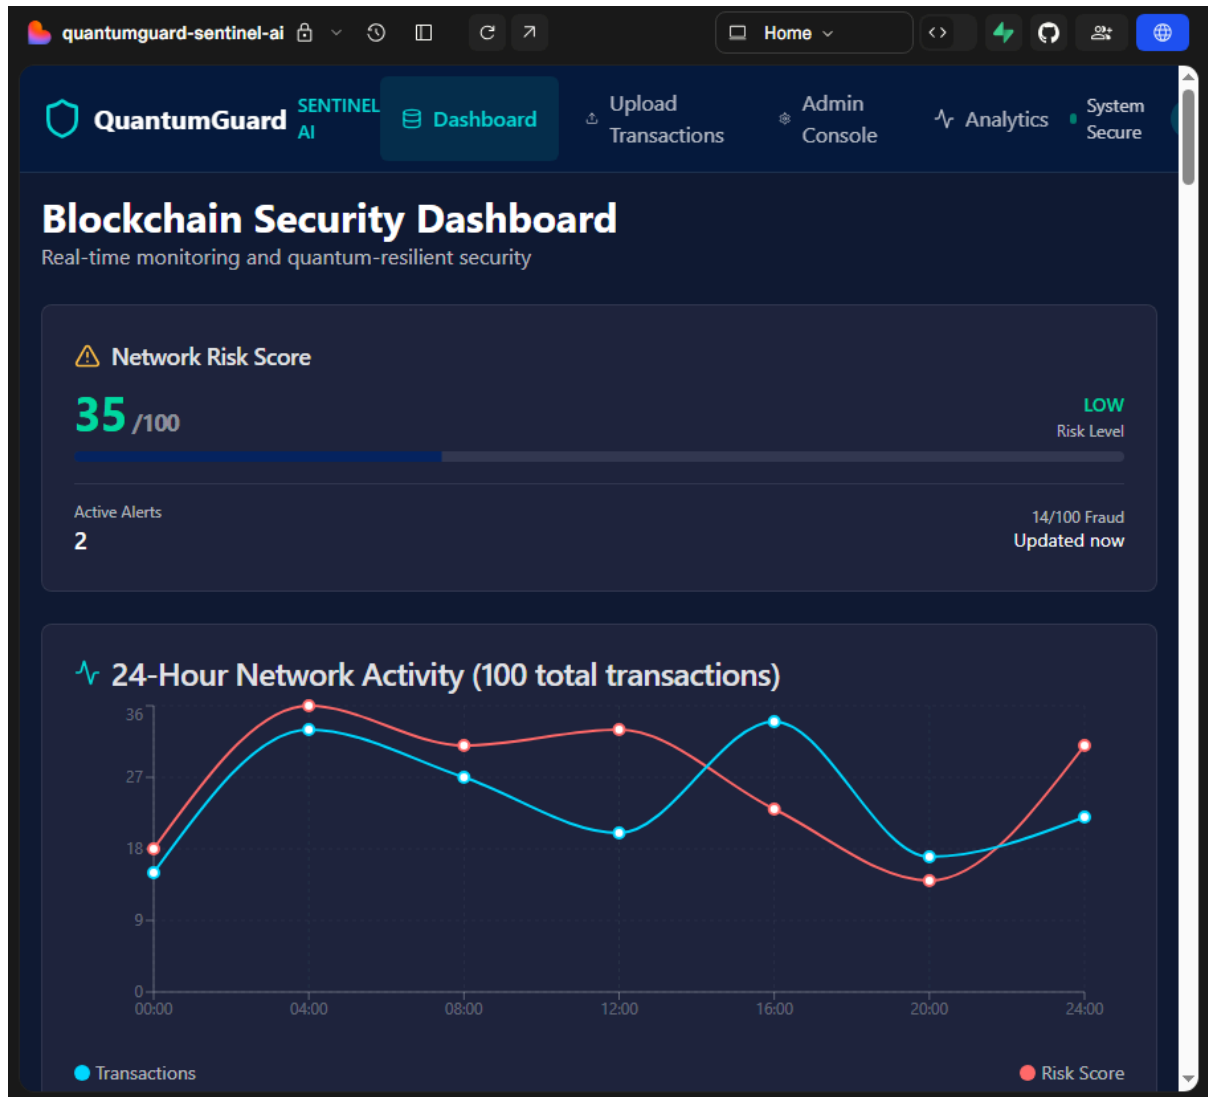 quantumguard-sentinel-ai
Home
QuantumGuard
SENTINEL
AI
Dashboard
Upload
Transactions
Admin
Console
Analytics
System
Secure
Blockchain Security Dashboard
Real-time monitoring and quantum-resilient security
Network Risk Score
35 /100
LOW
Risk Level
Active Alerts
2
14/100 Fraud
Updated now
24-Hour Network Activity (100 total transactions)
36
27
18
9
0
00:00 04:00 08:00 12:00 16:00 20:00 24:00
Transactions
Risk Score